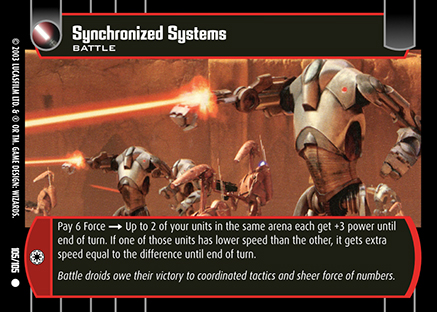 Synchronized Systems
BATTLE
Pay 6 Force → Up to 2 of your units in the same arena each get +3 power until
end of turn. If one of those units has lower speed than the other, it gets extra
speed equal to the difference until end of turn.
Battle droids owe their victory to coordinated tactics and sheer force of numbers.
© 2003 LUCASFILM LTD. & ® OR TM. GAME DESIGN: WIZARDS.
105/105